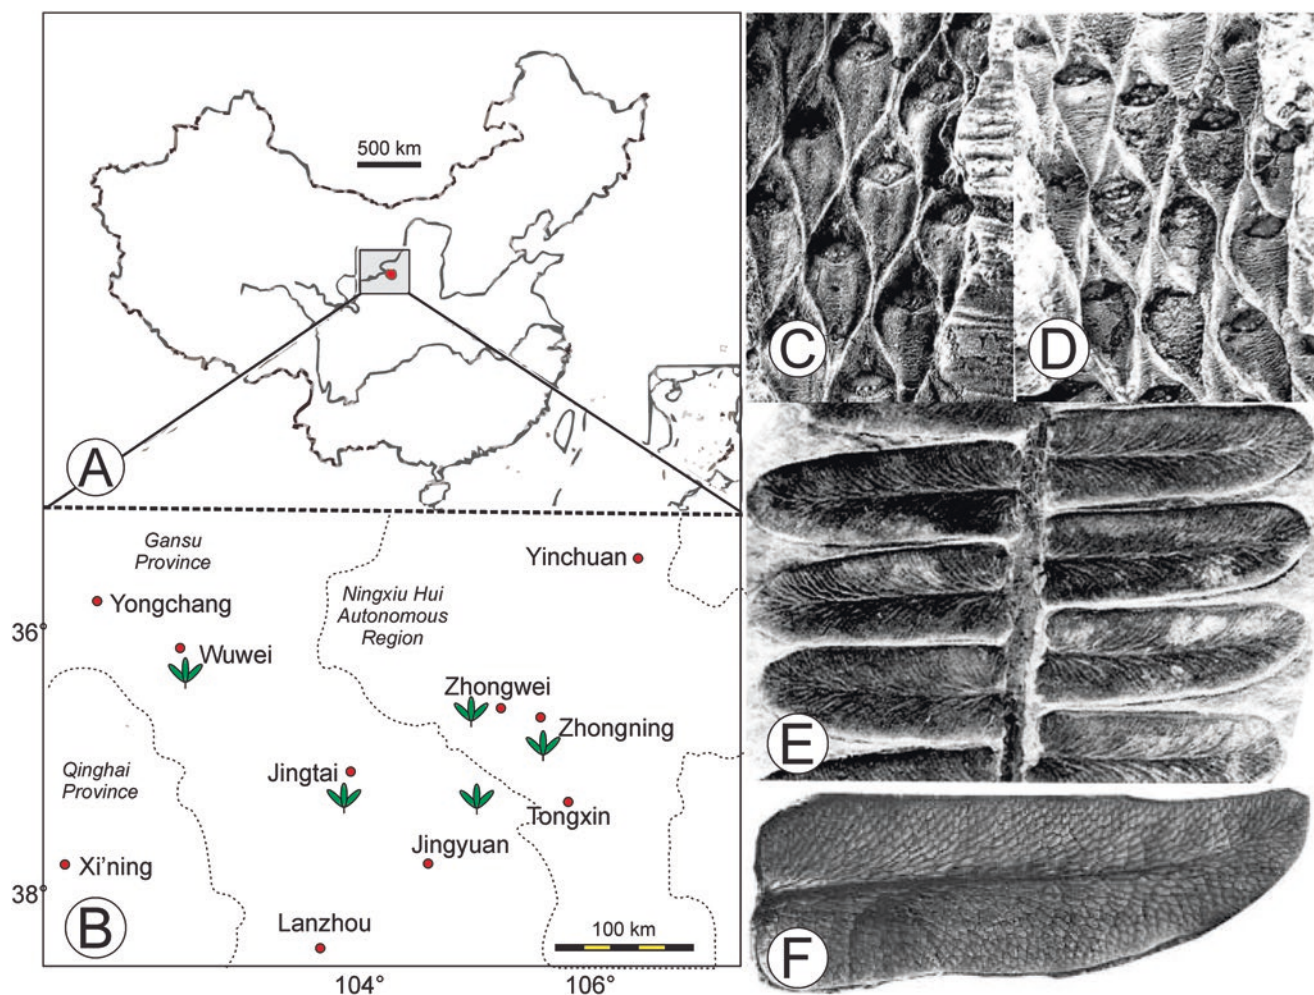 500 km
A
C
D
Gansu
Province
Yinchuan
Yongchang
Ningxiu Hui
Autonomous
Region
36°
Wuwei
Zhongwei
Zhongning
E
Qinghai
Province
Jingtai
Tongxin
Jingyuan
Xi'ning
38°
B
Lanzhou
100 km
F
104°
106°